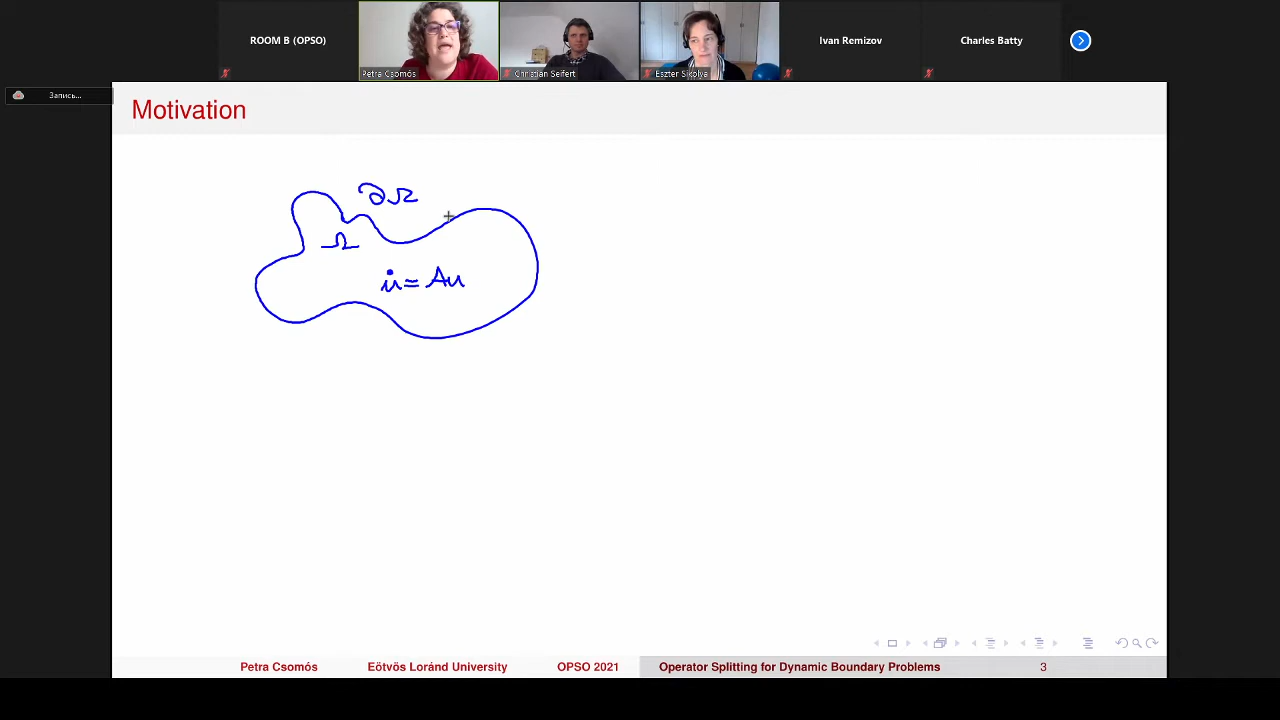 ROOM B (OPSO)
Petra Csomós
Christian Seifert
Eszter Sikolya
Ivan Remizov
Charles Batty
Запись...
Motivation
∂Ω
Ω
u̇ = Au
Petra Csomós Eötvös Loránd University OPSO 2021 Operator Splitting for Dynamic Boundary Problems 3